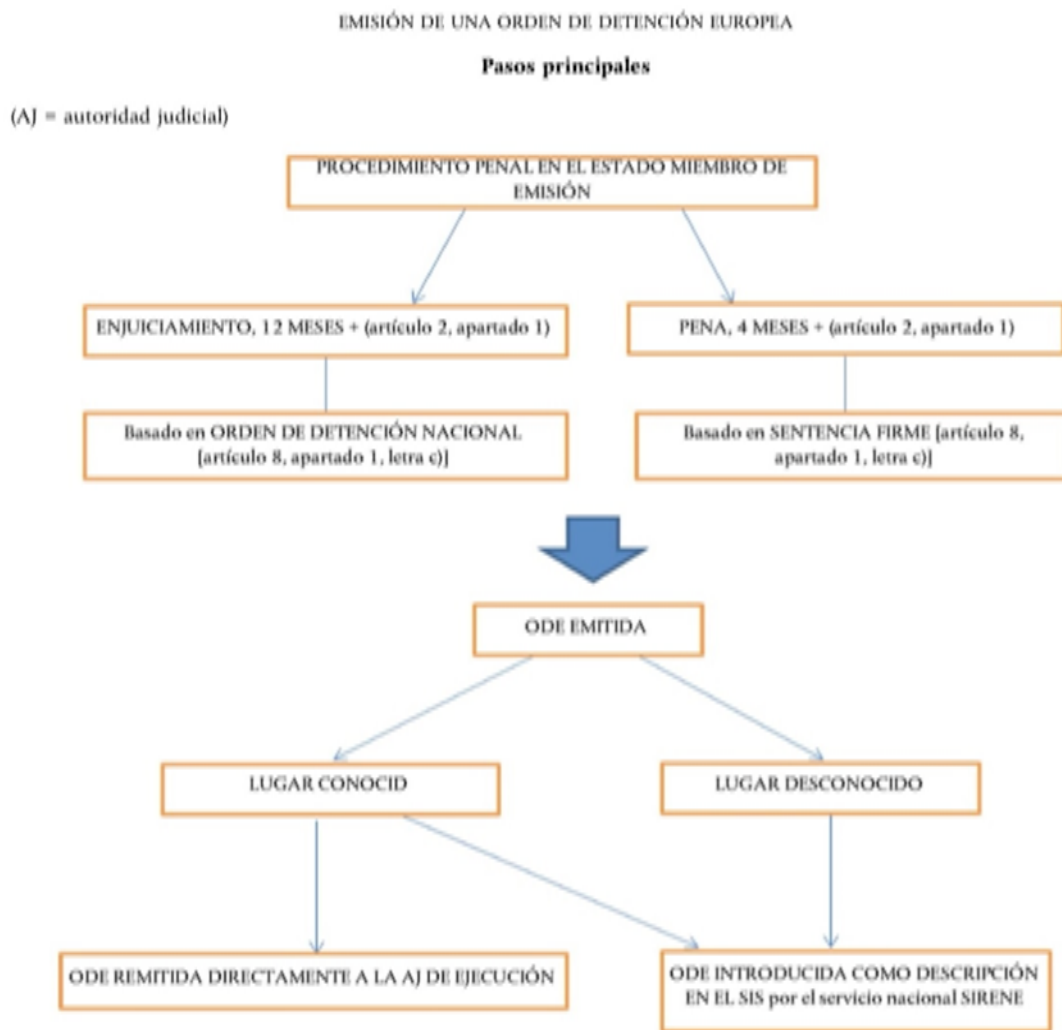 EMISIÓN DE UNA ORDEN DE DETENCIÓN EUROPEA
Pasos principales
(AJ = autoridad judicial)
PROCEDIMIENTO PENAL EN EL ESTADO MIEMBRO DE
EMISIÓN
ENJUICIAMIENTO, 12 MESES + (artículo 2, apartado 1)
PENA, 4 MESES + (artículo 2, apartado 1)
Basado en ORDEN DE DETENCIÓN NACIONAL
[artículo 8, apartado 1, letra c)]
Basado en SENTENCIA FIRME [artículo 8,
apartado 1, letra c)]
ODE EMITIDA
LUGAR CONOCID
LUGAR DESCONOCIDO
ODE REMITIDA DIRECTAMENTE A LA AJ DE EJECUCIÓN
ODE INTRODUCIDA COMO DESCRIPCIÓN
EN EL SIS por el servicio nacional SIRENE